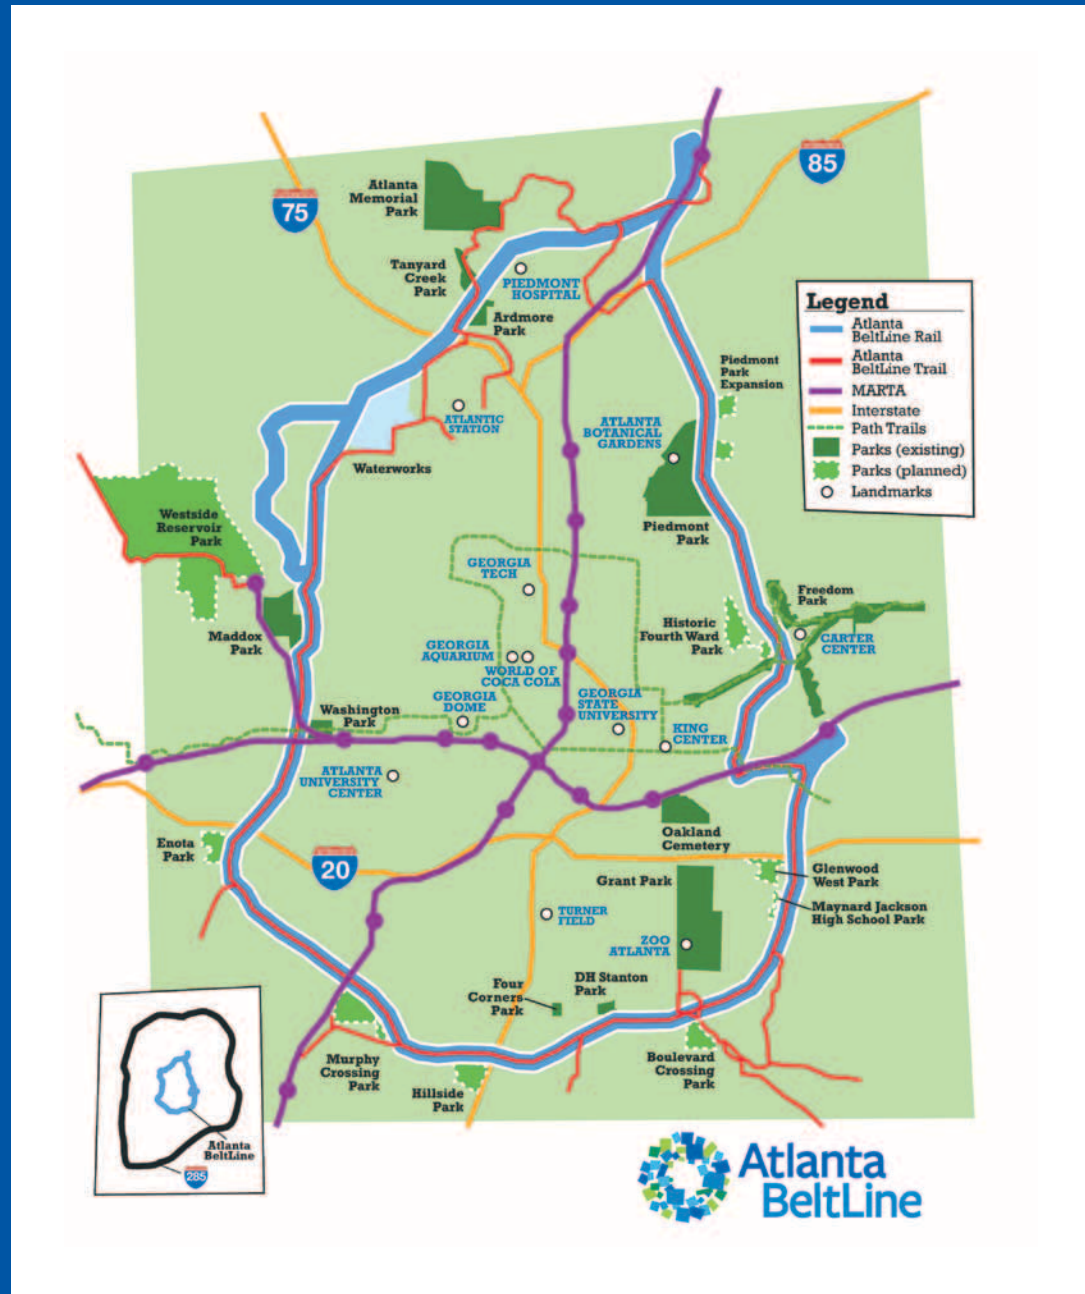 85
75
Atlanta
Memorial
Park
Tanyard
Creek
Park
PIEDMONT
HOSPITAL
Ardmore
Park
Legend
Atlanta
BeltLine Rail
Atlanta
BeltLine Trail
MARTA
Interstate
Path Trails
Parks (existing)
Parks (planned)
Landmarks
Piedmont
Park
Expansion
ATLANTIC
STATION
ATLANTA
BOTANICAL
GARDENS
Waterworks
Westside
Reservoir
Park
Piedmont
Park
GEORGIA
TECH
Freedom
Park
Maddox
Park
Historic
Fourth Ward
Park
CARTER
CENTER
GEORGIA
AQUARIUM
WORLD OF
COCA COLA
GEORGIA
DOME
GEORGIA
STATE
UNIVERSITY
Washington
Park
KING
CENTER
ATLANTA
UNIVERSITY
CENTER
Oakland
Cemetery
Enota
Park
20
Grant Park
Glenwood
West Park
Maynard Jackson
High School Park
TURNER
FIELD
ZOO
ATLANTA
Four
Corners
Park
DH Stanton
Park
Murphy
Crossing
Park
Hillside
Park
Boulevard
Crossing
Park
Atlanta
BeltLine
285
Atlanta
BeltLine